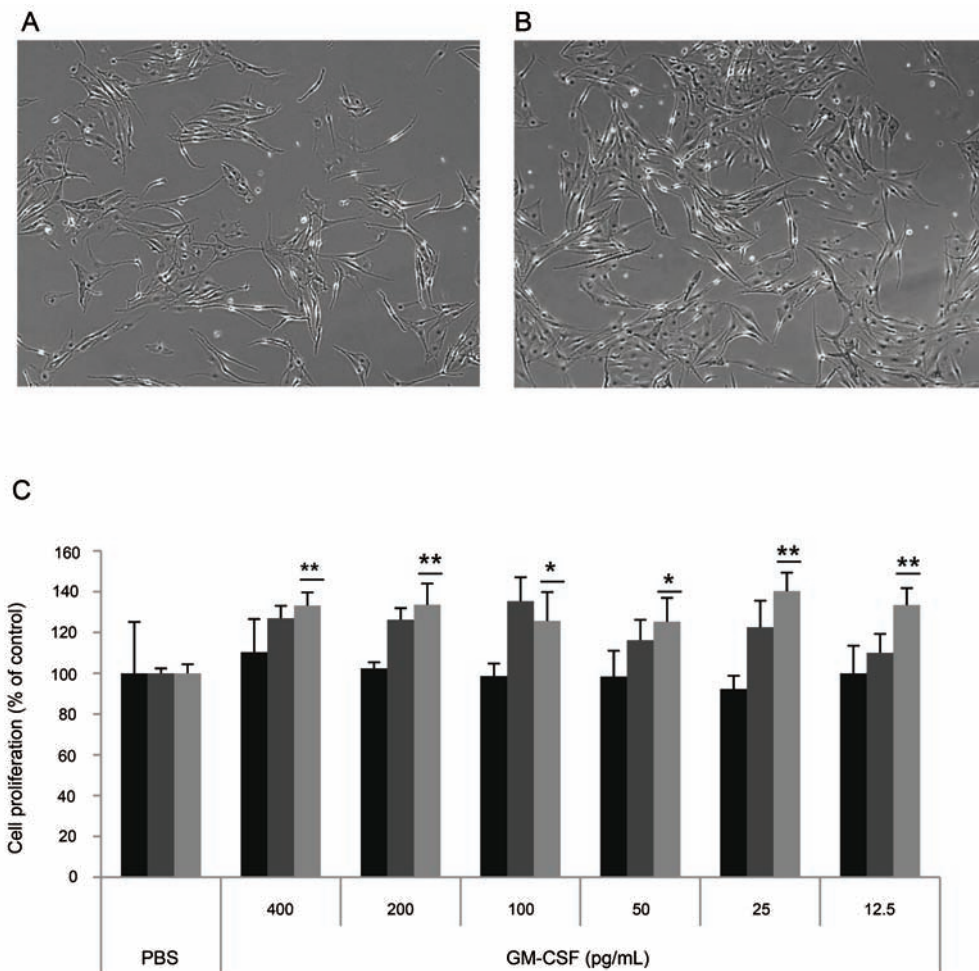 A
B
C
Cell proliferation (% of control)
160
140
120
100
80
60
40
20
0
** ** * * ** **
400 200 100 50 25 12.5
PBS GM-CSF (pg/mL)